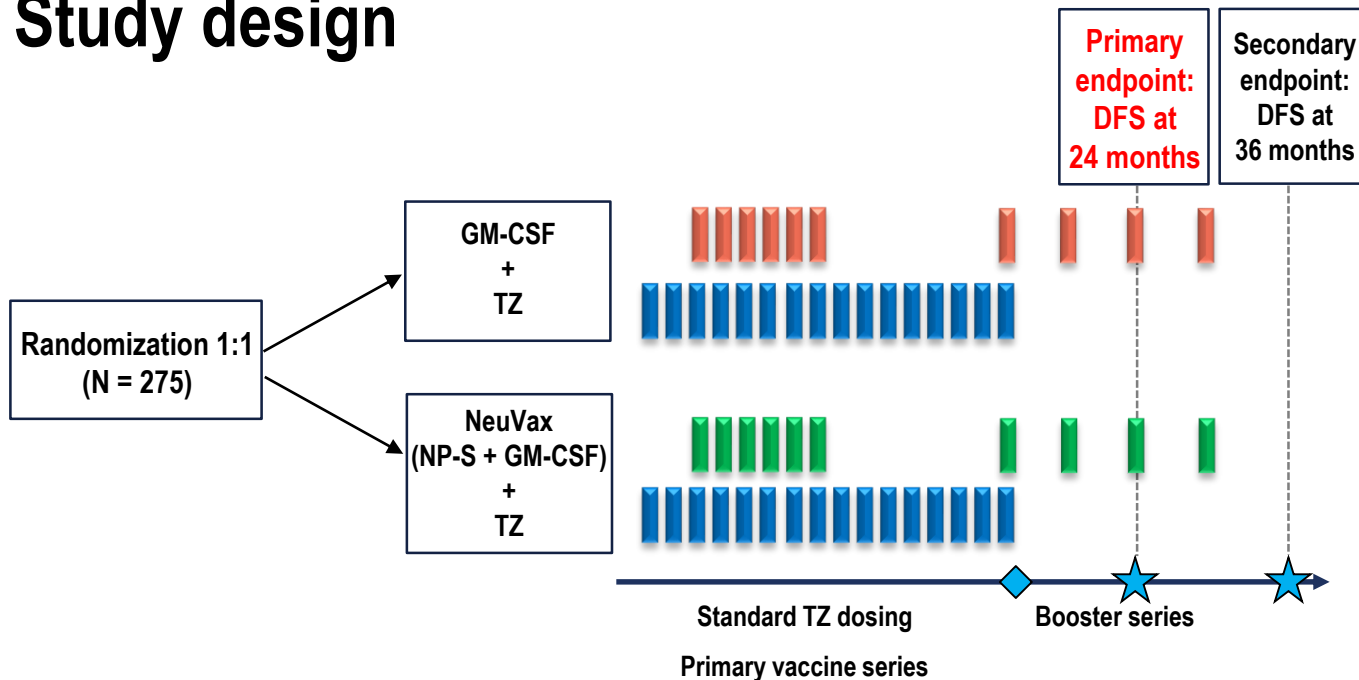 Study design
Primary
endpoint:
DFS at
24 months
Secondary
endpoint:
DFS at
36 months
GM-CSF
+
TZ
Randomization 1:1
(N = 275)
NeuVax
(NP-S + GM-CSF)
+
TZ
Standard TZ dosing
Booster series
Primary vaccine series